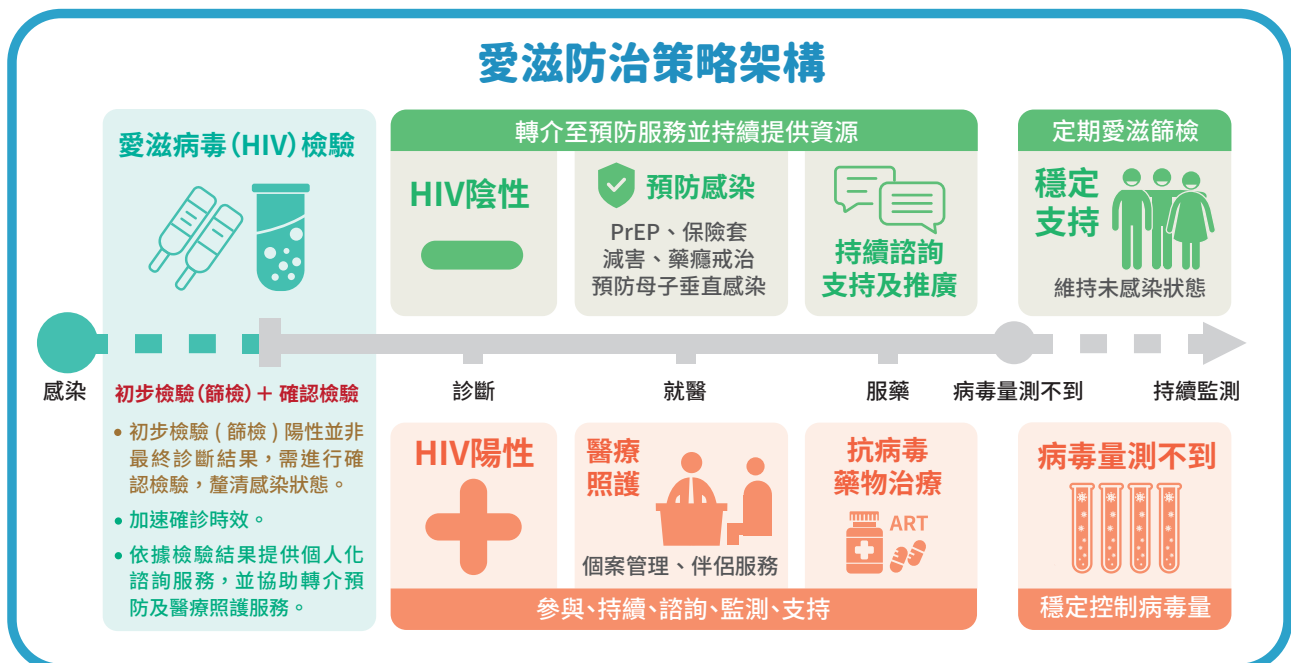 愛滋防治策略架構
愛滋病毒(HIV)檢驗
轉介至預防服務並持續提供資源
HIV陰性
預防感染
PrEP、保險套
減害、藥癮戒治
預防母子垂直感染
持續諮詢
支持及推廣
定期愛滋篩檢
穩定
支持
維持未感染狀態
感染
初步檢驗(篩檢)+ 確認檢驗
診斷
就醫
服藥
病毒量測不到
持續監測
• 初步檢驗 ( 篩檢 ) 陽性並非
最終診斷結果,需進行確
認檢驗,釐清感染狀態。
• 加速確診時效。
• 依據檢驗結果提供個人化
諮詢服務,並協助轉介預
防及醫療照護服務。
HIV陽性
醫療
照護
個案管理、伴侶服務
抗病毒
藥物治療
ART
參與、持續、諮詢、監測、支持
病毒量測不到
穩定控制病毒量